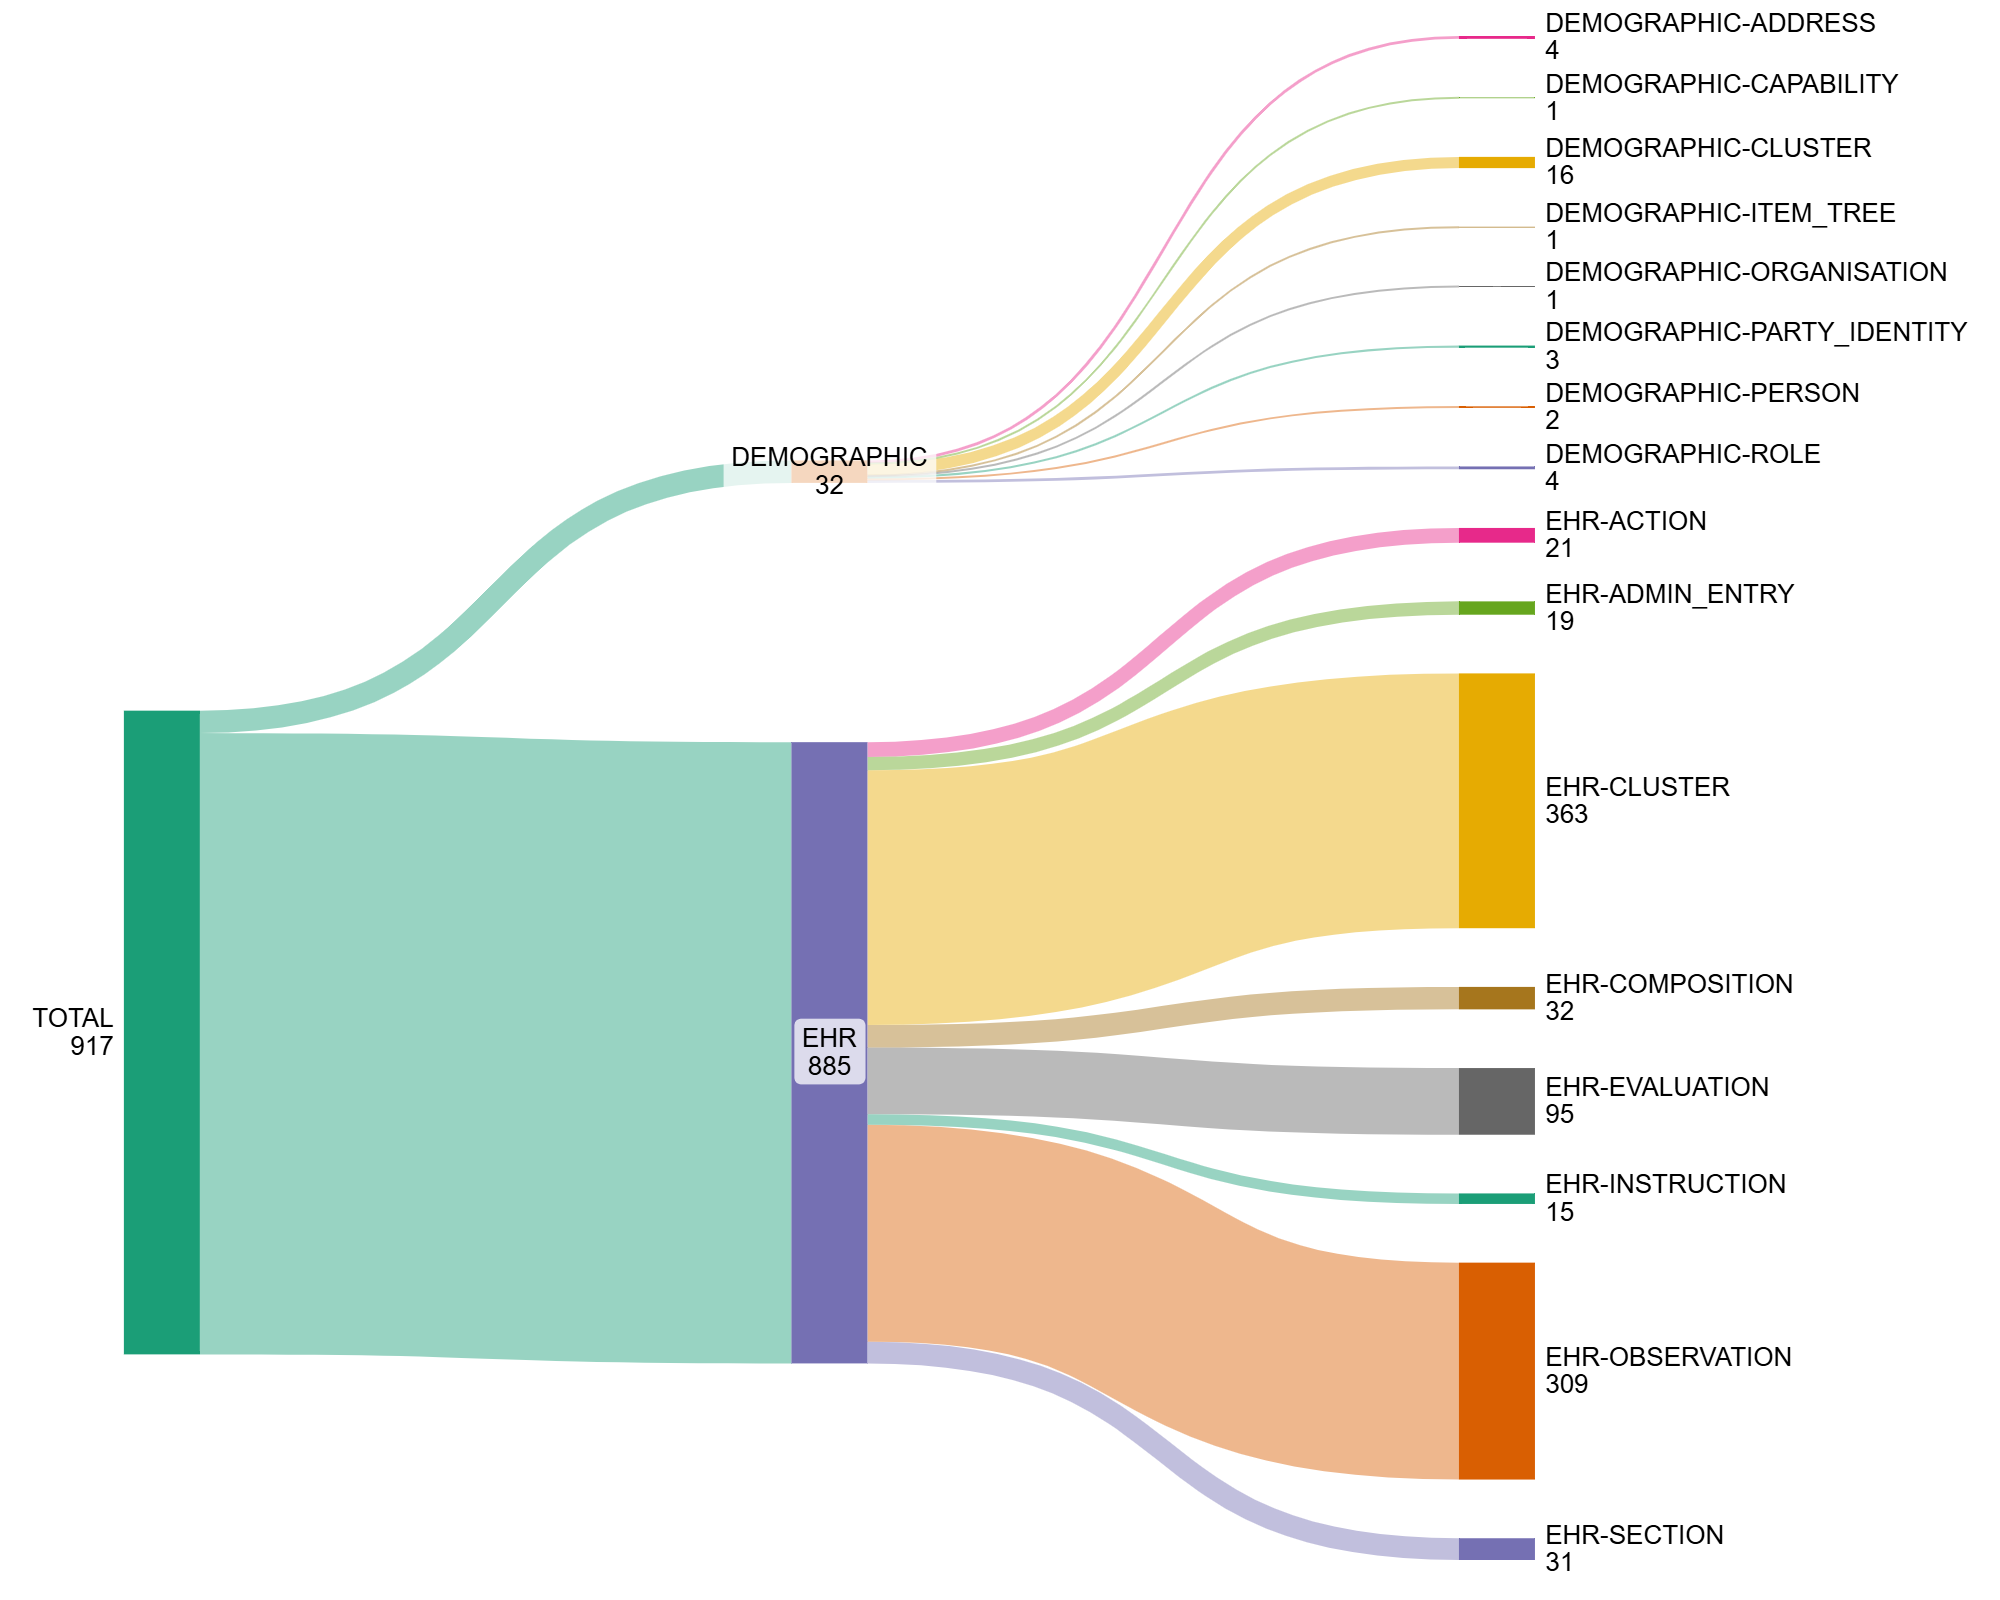 DEMOGRAPHIC-ADDRESS
4
DEMOGRAPHIC-CAPABILITY
1
DEMOGRAPHIC-CLUSTER
16
DEMOGRAPHIC-ITEM_TREE
1
DEMOGRAPHIC-ORGANISATION
1
DEMOGRAPHIC-PARTY_IDENTITY
3
DEMOGRAPHIC-PERSON
2
DEMOGRAPHIC-ROLE
4
DEMOGRAPHIC
32
EHR-ACTION
21
EHR-ADMIN_ENTRY
19
EHR-CLUSTER
363
EHR-COMPOSITION
32
TOTAL
917
EHR
885
EHR-EVALUATION
95
EHR-INSTRUCTION
15
EHR-OBSERVATION
309
EHR-SECTION
31